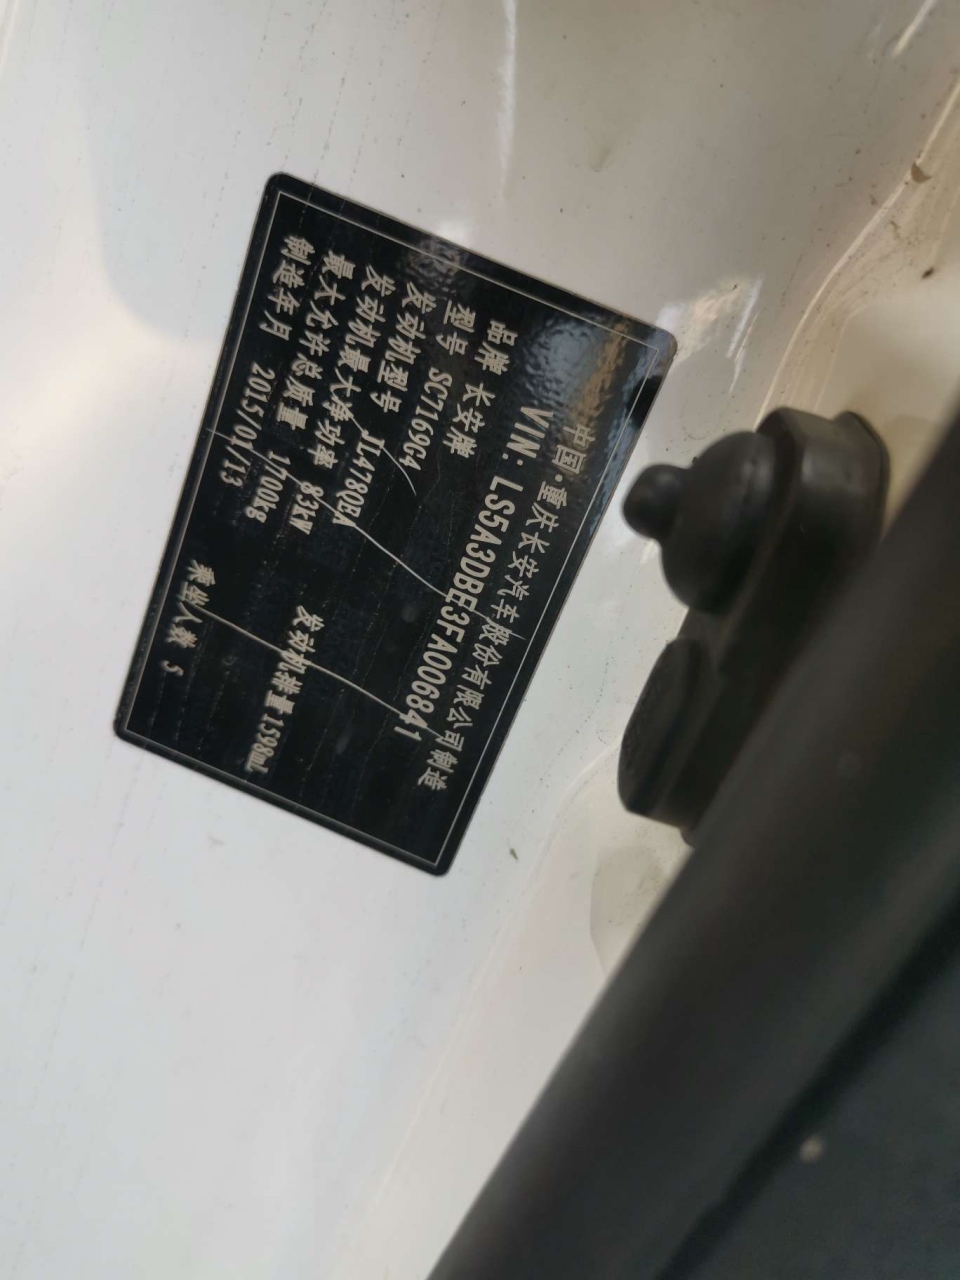 中国·重庆长安汽车股份有限公司制造
VIN: LS5A3DBE3FA006841
品牌 长安牌
型号 SC7169G4
发动机型号 JL478QEA
发动机最大净功率 83kW 发动机排量 1598mL
最大允许总质量 1700kg
制造年月 2015/01/13 乘坐人数 5